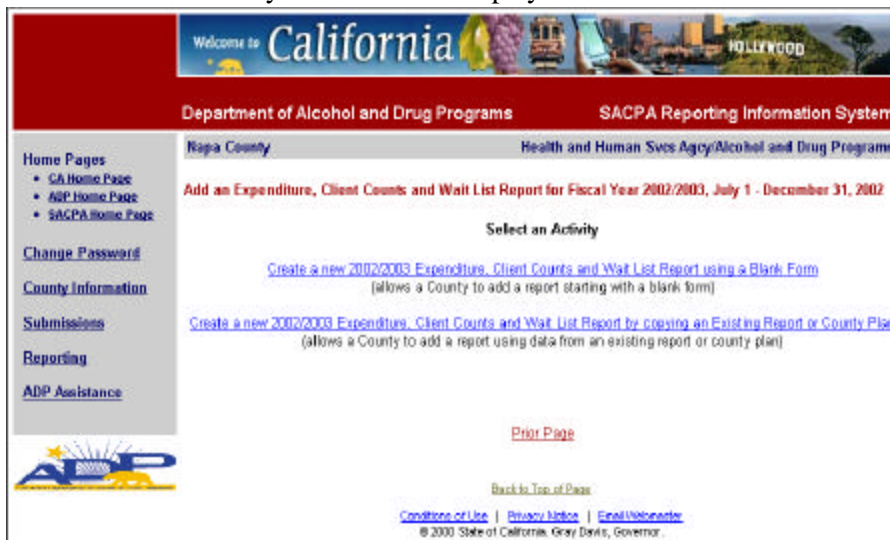 Welcome to California
HOLLYWOOD
Department of Alcohol and Drug Programs SACPA Reporting Information System
Napa County Health and Human Svcs Agcy/Alcohol and Drug Programs
Home Pages
• CA Home Page
• ADP Home Page
• SACPA Home Page
Change Password
County Information
Submissions
Reporting
ADP Assistance
ADP
Add an Expenditure, Client Counts and Wait List Report for Fiscal Year 2002/2003, July 1 - December 31, 2002
Select an Activity
Create a new 2002/2003 Expenditure, Client Counts and Wait List Report using a Blank Form
(allows a County to add a report starting with a blank form)
Create a new 2002/2003 Expenditure, Client Counts and Wait List Report by copying an Existing Report or County Plan
(allows a County to add a report using data from an existing report or county plan)
Prior Page
Back to Top of Page
Conditions of Use | Privacy Notice | Email Webmaster
© 2000 State of California. Gray Davis, Governor.